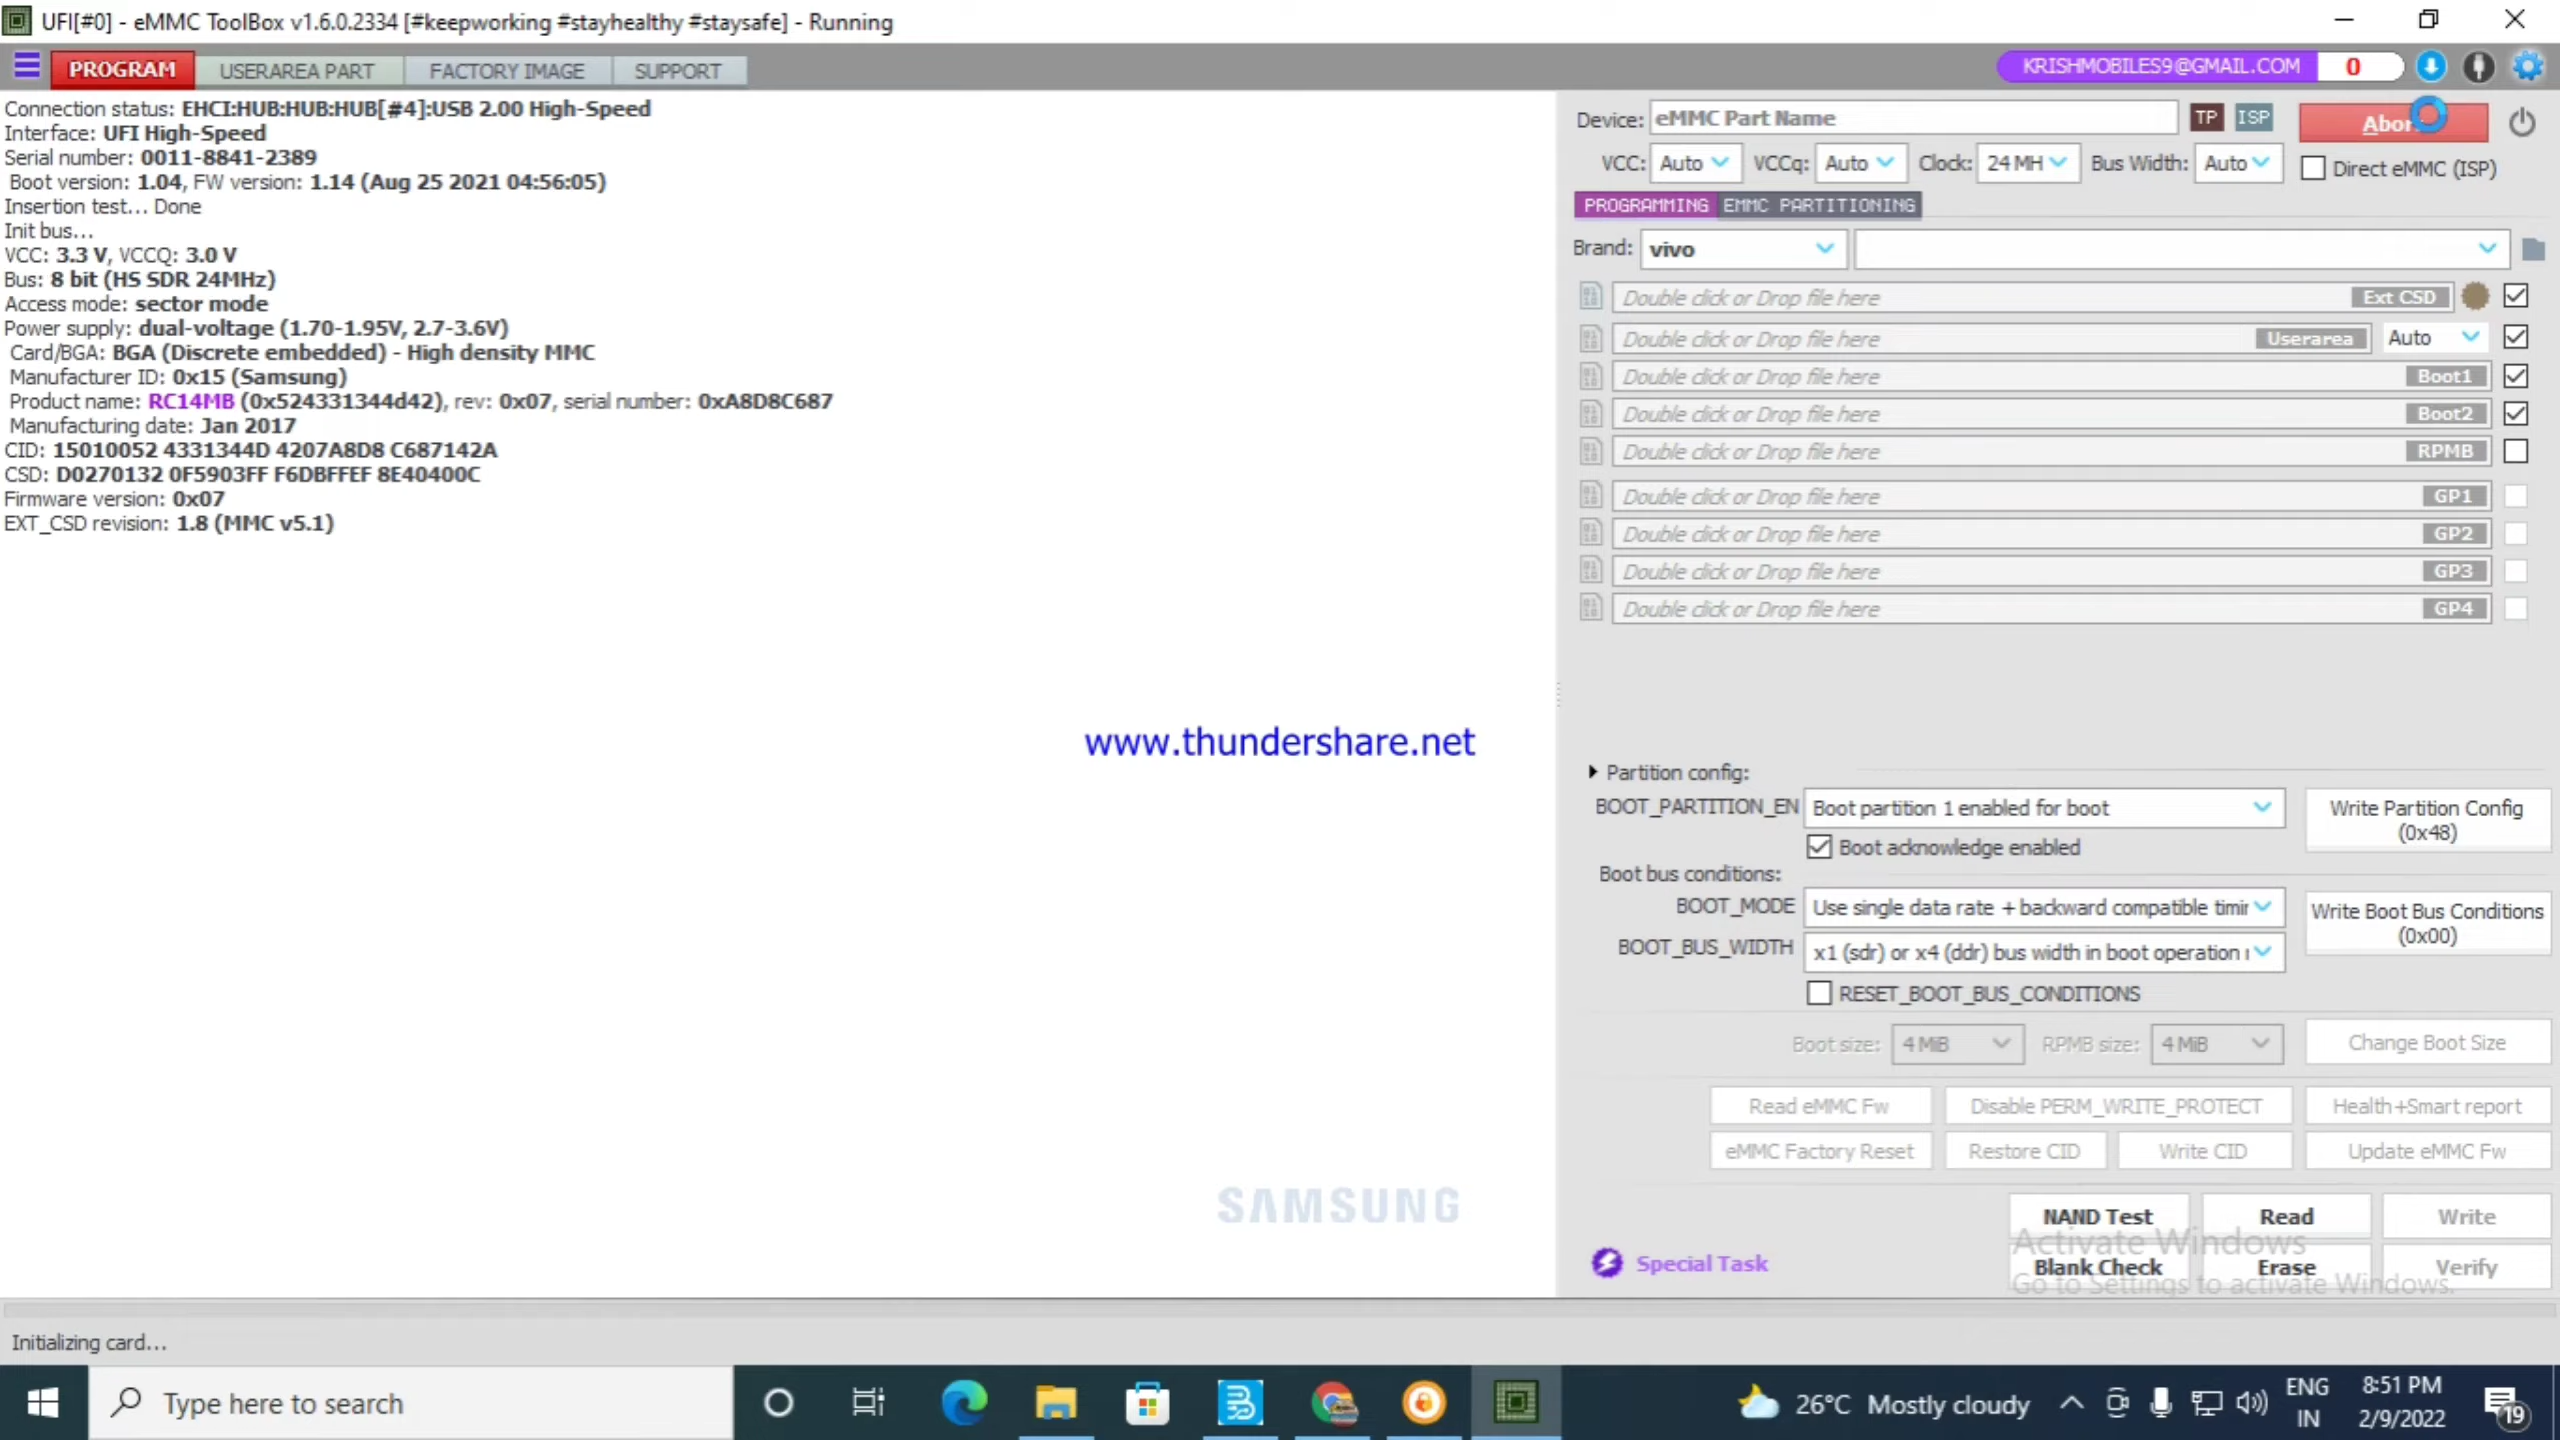 UFI[#0] - eMMC ToolBox v1.6.0.2334 [#keepworking #stayhealthy #staysafe] - Running
PROGRAM USERAREA PART FACTORY IMAGE SUPPORT
KRISHMOBILES9@GMAIL.COM 0
Connection status: EHCI:HUB:HUB:HUB[#4]:USB 2.00 High-Speed
Interface: UFI High-Speed
Serial number: 0011-8841-2389
Boot version: 1.04, FW version: 1.14 (Aug 25 2021 04:56:05)
Insertion test... Done
Init bus...
VCC: 3.3 V, VCCQ: 3.0 V
Bus: 8 bit (HS SDR 24MHz)
Access mode: sector mode
Power supply: dual-voltage (1.70-1.95V, 2.7-3.6V)
Card/BGA: BGA (Discrete embedded) - High density MMC
Manufacturer ID: 0x15 (Samsung)
Product name: RC14MB (0x524331344d42), rev: 0x07, serial number: 0xA8D8C687
Manufacturing date: Jan 2017
CID: 15010052 4331344D 4207A8D8 C687142A
CSD: D0270132 0F5903FF F6DBFFEF 8E40400C
Firmware version: 0x07
EXT_CSD revision: 1.8 (MMC v5.1)
www.thundershare.net
SAMSUNG
Device: eMMC Part Name TP ISP
VCC: Auto VCCq: Auto Clock: 24 MH Bus Width: Auto Direct eMMC (ISP)
PROGRAMMING EMMC PARTITIONING
Brand: vivo
Double click or Drop file here Ext CSD
Double click or Drop file here Userarea Auto
Double click or Drop file here Boot1
Double click or Drop file here Boot2
Double click or Drop file here RPMB
Double click or Drop file here GP1
Double click or Drop file here GP2
Double click or Drop file here GP3
Double click or Drop file here GP4
Partition config:
BOOT_PARTITION_EN Boot partition 1 enabled for boot
Write Partition Config
(0x48)
Boot acknowledge enabled
Boot bus conditions:
BOOT_MODE Use single data rate + backward compatible timir
Write Boot Bus Conditions
(0x00)
BOOT_BUS_WIDTH x1 (sdr) or x4 (ddr) bus width in boot operation
RESET_BOOT_BUS_CONDITIONS
Boot size: 4 MiB RPMB size: 4 MiB Change Boot Size
Read eMMC Fw Disable PERM_WRITE_PROTECT Health+Smart report
eMMC Factory Reset Restore CID Write CID Update eMMC Fw
NAND Test Read Write
Activate Windows
Special Task Blank Check Erase Verify
Go to Settings to activate Windows.
Initializing card...
Type here to search
26°C Mostly cloudy
ENG
IN
8:51 PM
2/9/2022
19